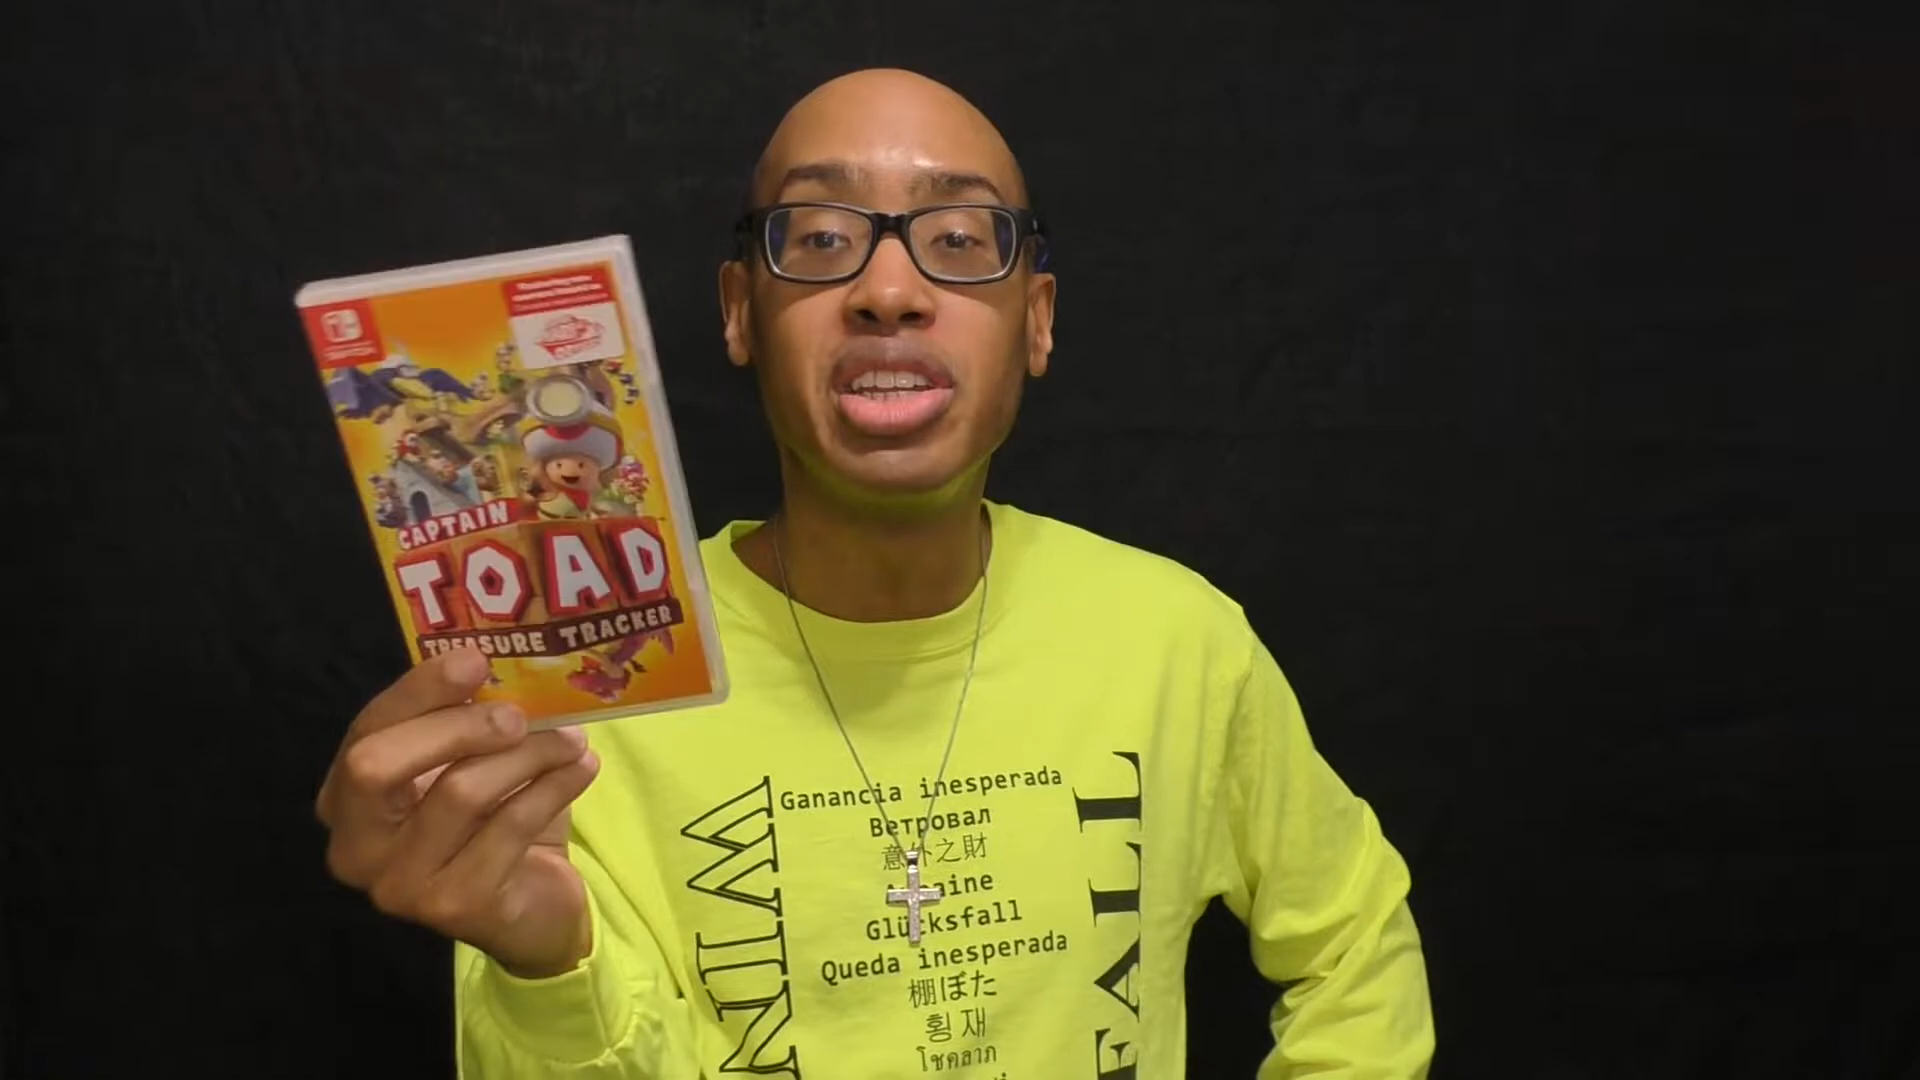 CAPTAIN
TOAD
TREASURE TRACKER
WIN
Ganancia inesperada
Ветровал
意外之財
Glücksfall
Queda inesperada
棚ぼた
횡재
โชคลาภ
FALL